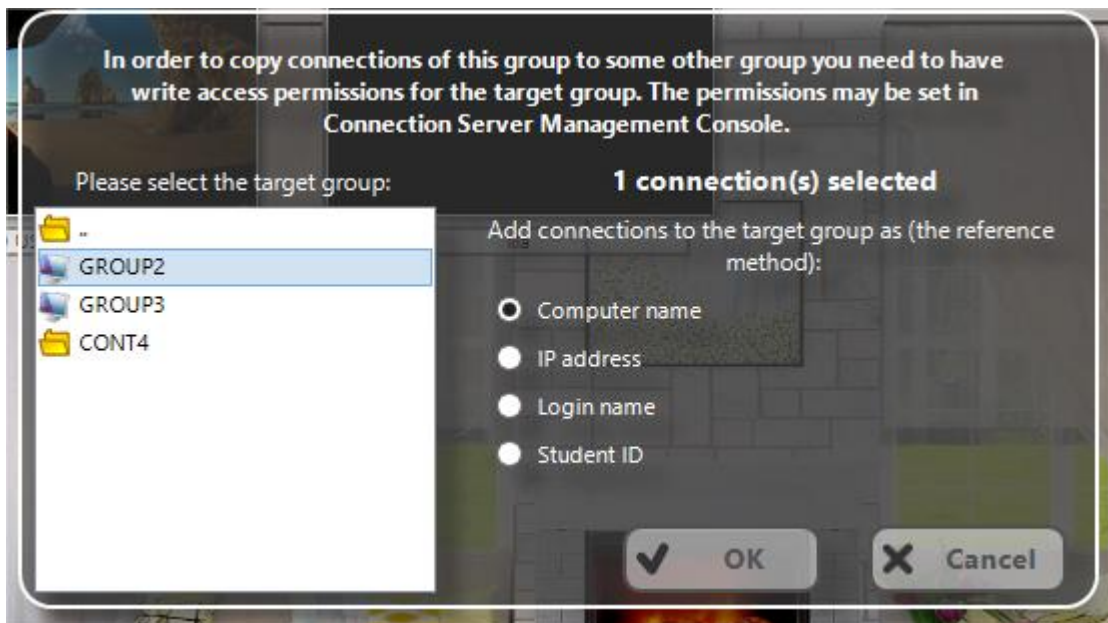 In order to copy connections of this group to some other group you need to have
write access permissions for the target group. The permissions may be set in
Connection Server Management Console.
Please select the target group:
..
GROUP2
GROUP3
CONT4
1 connection(s) selected
Add connections to the target group as (the reference
method):
Computer name
IP address
Login name
Student ID
OK
Cancel